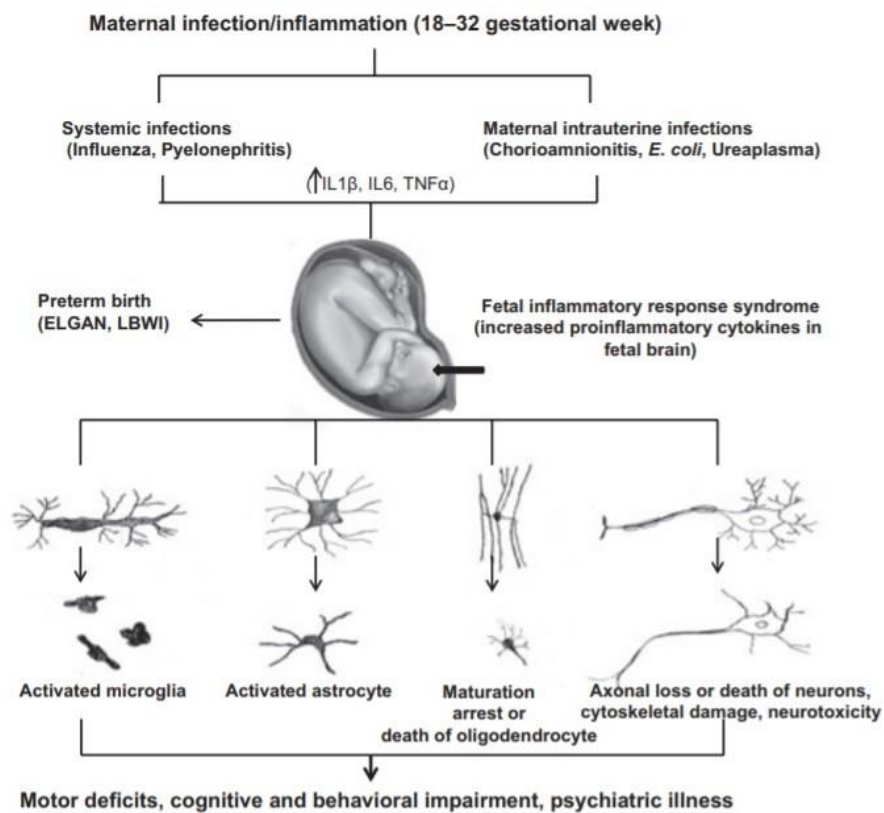 Maternal infection/inflammation (18–32 gestational week)
Systemic infections
(Influenza, Pyelonephritis)
Maternal intrauterine infections
(Chorioamnionitis, E. coli, Ureaplasma)
(↑IL1β, IL6, TNFα)
Preterm birth
(ELGAN, LBWI)
Fetal inflammatory response syndrome
(increased proinflammatory cytokines in
fetal brain)
Activated microglia
Activated astrocyte
Maturation
arrest or
death of oligodendrocyte
Axonal loss or death of neurons,
cytoskeletal damage, neurotoxicity
Motor deficits, cognitive and behavioral impairment, psychiatric illness